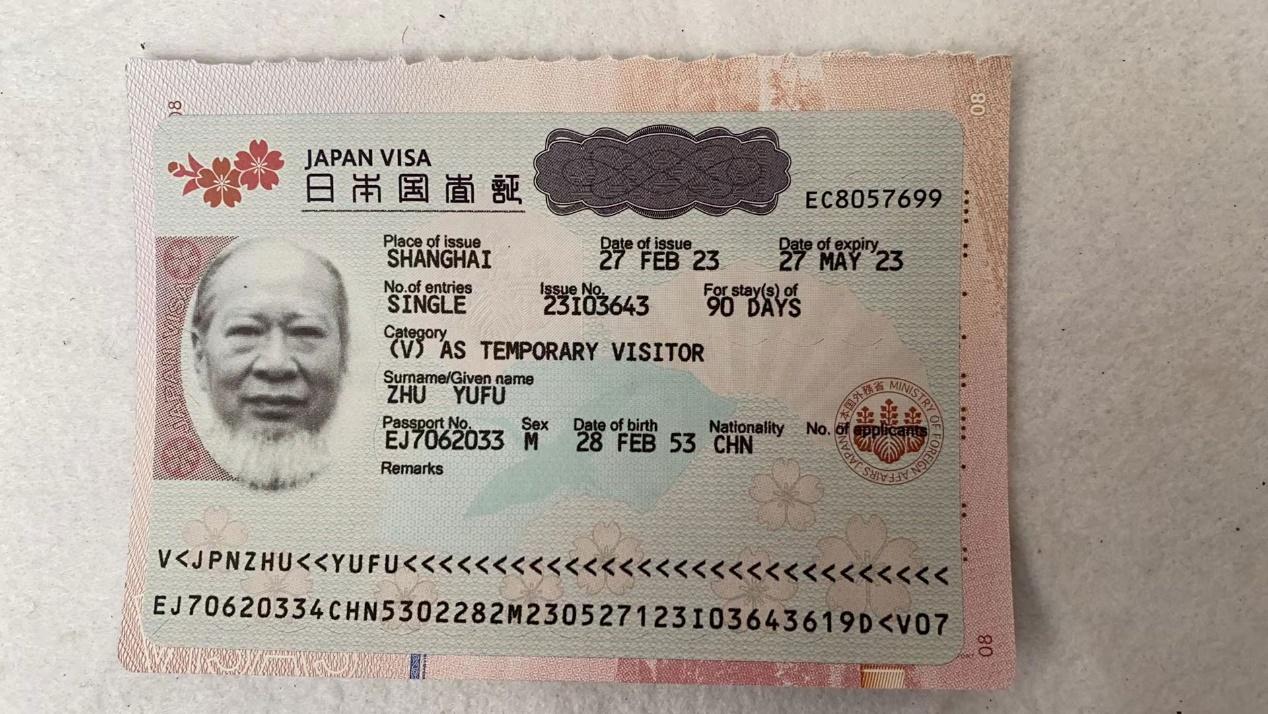 08
08
JAPAN VISA
日本国査証
EC8057699
Place of issue Date of issue Date of expiry
SHANGHAI 27 FEB 23 27 MAY 23
No.of entries Issue No. For stay(s) of
SINGLE 23IO3643 90 DAYS
Category
(V) AS TEMPORARY VISITOR
Surname/Given name
ZHU YUFU
Passport No. Sex Date of birth Nationality No. of applicants
EJ7062033 M 28 FEB 53 CHN
Remarks
日本国外務省 MINISTRY OF FOREIGN AFFAIRS JAPAN
JAPAN VISA
V<JPNZHU<<YUFU<<<<<<<<<<<<<<<<<<<<<<<<<<<<<<
EJ70620334CHN5302282M230527123IO3643619D<V07
08